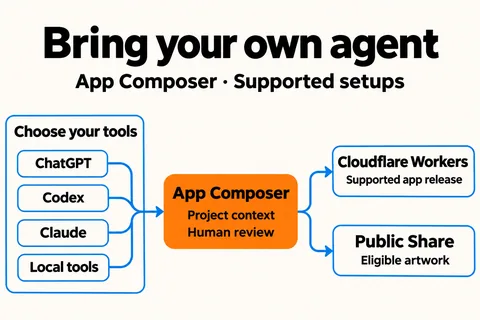 Bring your own agent
App Composer · Supported setups
Choose your tools
ChatGPT
Codex
Claude
Local tools
App Composer
Project context
Human review
Cloudflare Workers
Supported app release
Public Share
Eligible artwork